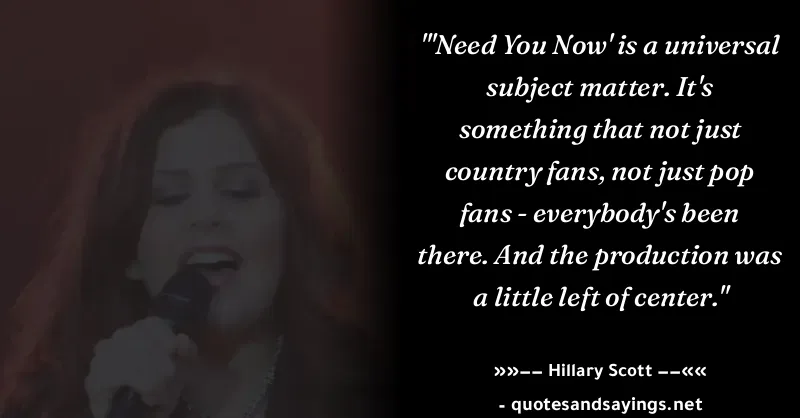 "'Need You Now' is a universal
subject matter. It's
something that not just
country fans, not just pop
fans - everybody's been
there. And the production was
a little left of center."
»»–– Hillary Scott ––««
- quotesandsayings.net